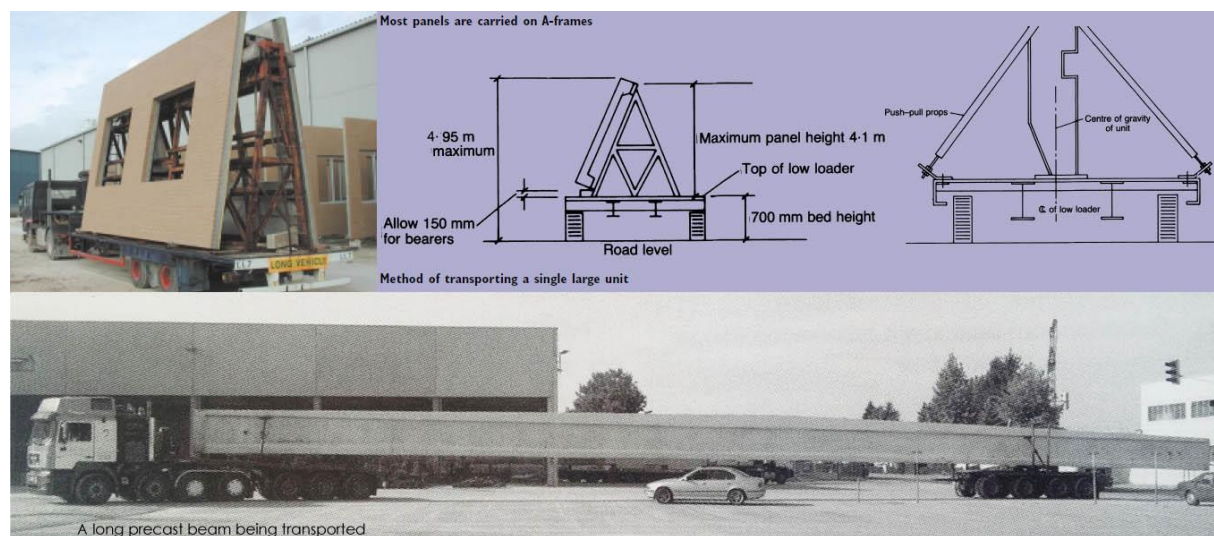 Most panels are carried on A-frames
4·95 m
maximum
Maximum panel height 4·1 m
Top of low loader
Allow 150 mm
for bearers
700 mm bed height
Road level
Method of transporting a single large unit
Push–pull props
Centre of gravity
of unit
℄ of low loader
LL7
LONG VEHICLE
LL7
A long precast beam being transported